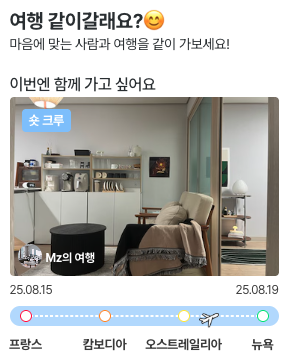 여행 같이갈래요?😊
마음에 맞는 사람과 여행을 같이 가보세요!
이번엔 함께 가고 싶어요
숏 크루
Mz의 여행
25.08.15 25.08.19
프랑스 캄보디아 오스트레일리아 뉴욕